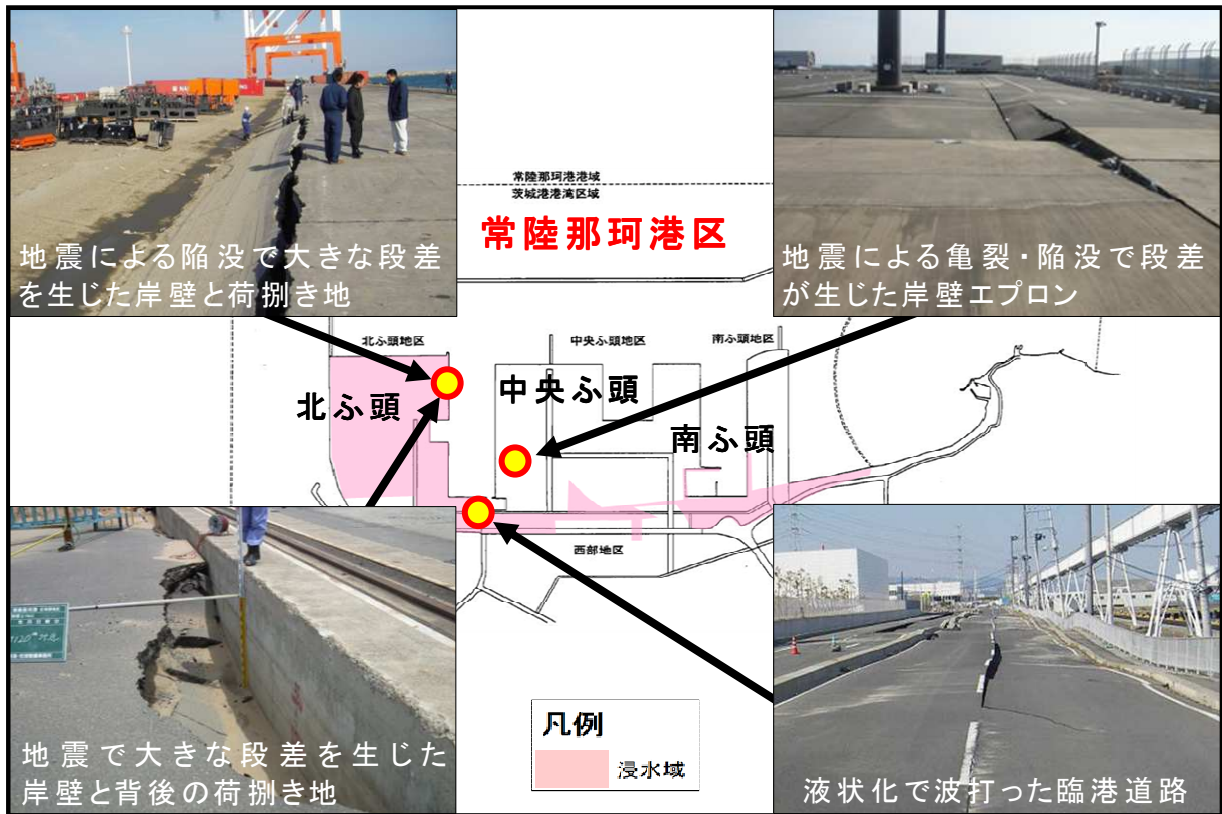 地震による陥没で大きな段差
を生じた岸壁と荷捌き地
常陸那珂港港域
茨城港港湾区域
常陸那珂港区
地震による亀裂・陥没で段差
が生じた岸壁エプロン
北ふ頭地区
中央ふ頭地区
南ふ頭地区
北ふ頭
中央ふ頭
南ふ頭
西部地区
地震で大きな段差を生じた
岸壁と背後の荷捌き地
凡例
浸水域
液状化で波打った臨港道路